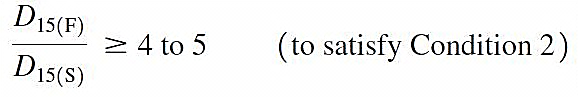 D15(F)
D15(S) ≥ 4 to 5 (to satisfy Condition 2)